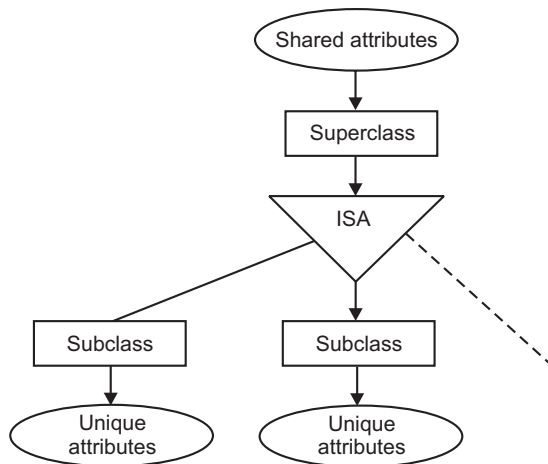 Shared attributes
Superclass
ISA
Subclass
Subclass
Unique
attributes
Unique
attributes